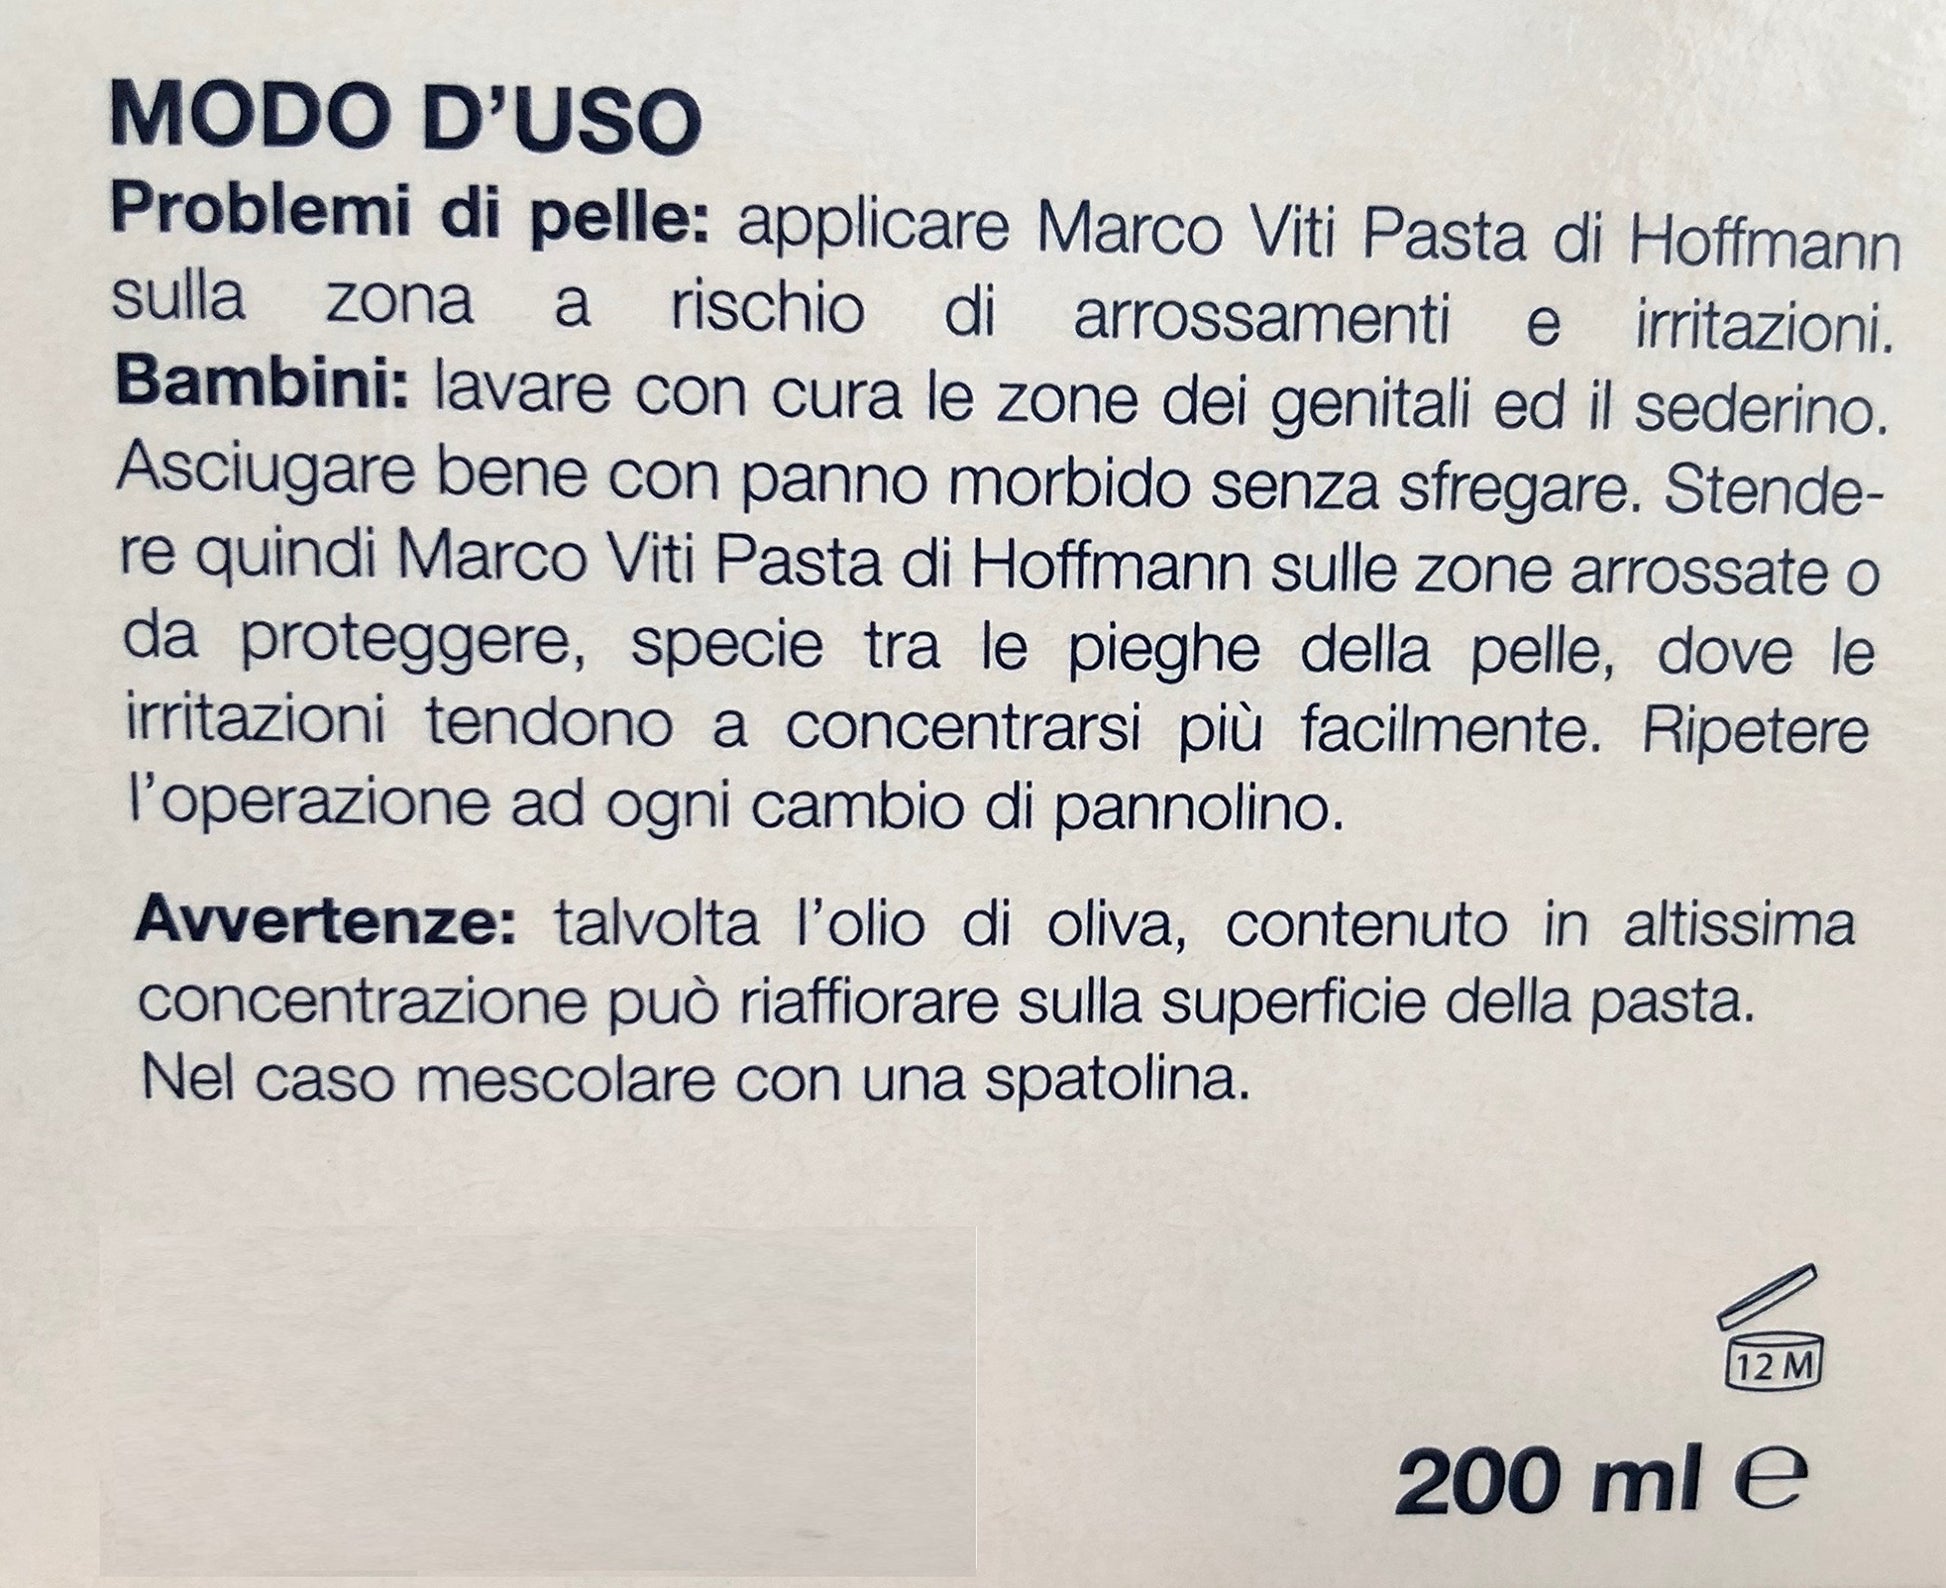 MODO D'USO
Problemi di pelle: applicare Marco Viti Pasta di Hoffmann
sulla zona a rischio di arrossamenti e irritazioni.
Bambini: lavare con cura le zone dei genitali ed il sederino.
Asciugare bene con panno morbido senza sfregare. Stende-
re quindi Marco Viti Pasta di Hoffmann sulle zone arrossate o
da proteggere, specie tra le pieghe della pelle, dove le
irritazioni tendono a concentrarsi più facilmente. Ripetere
l'operazione ad ogni cambio di pannolino.
Avvertenze: talvolta l'olio di oliva, contenuto in altissima
concentrazione può riaffiorare sulla superficie della pasta.
Nel caso mescolare con una spatolina.
12 M
200 ml ℮